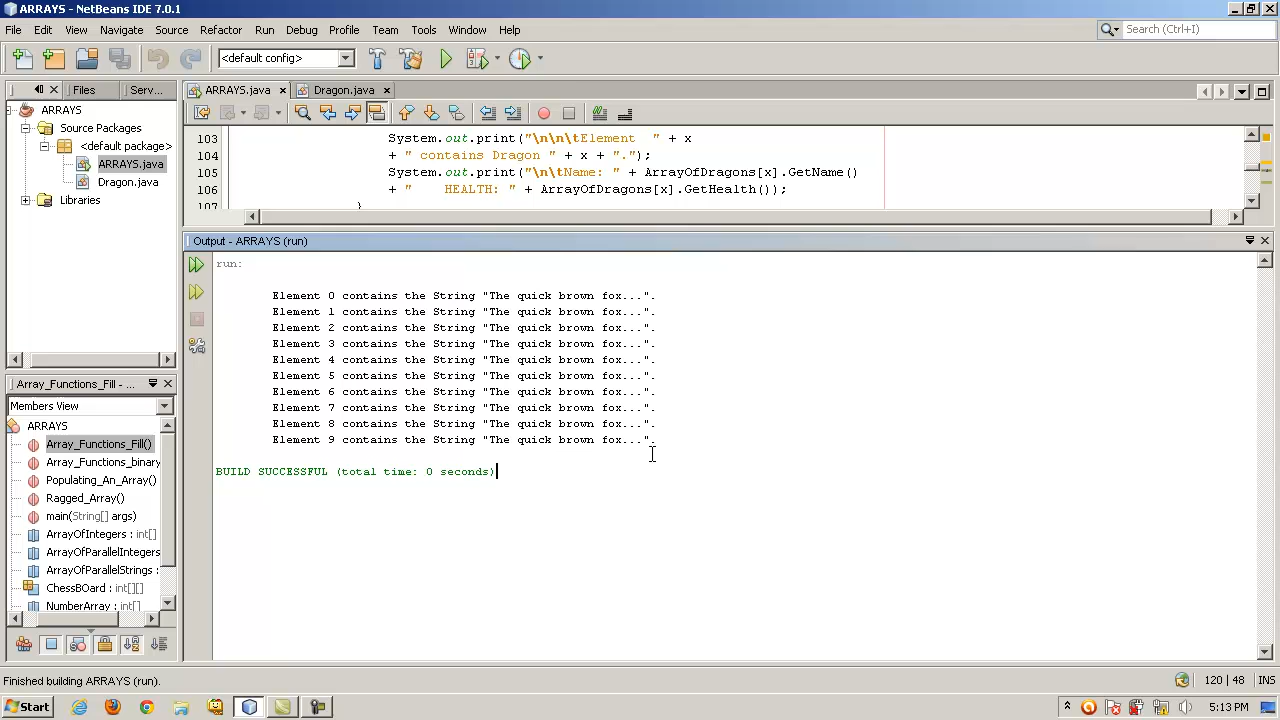 ARRAYS - NetBeans IDE 7.0.1
File Edit View Navigate Source Refactor Run Debug Profile Team Tools Window Help
Search (Ctrl+I)
<default config>
Files Serv...
ARRAYS.java
Dragon.java
ARRAYS
Source Packages
<default package>
ARRAYS.java
Dragon.java
Libraries
103 System.out.print("\n\n\tElement  " + x
104 + " contains Dragon " + x + ".");
105 System.out.print("\n\tName: " + ArrayOfDragons[x].GetName()
106 + "    HEALTH: " + ArrayOfDragons[x].GetHealth());
107 }
Output - ARRAYS (run)
run:
Element 0 contains the String "The quick brown fox...".
Element 1 contains the String "The quick brown fox...".
Element 2 contains the String "The quick brown fox...".
Element 3 contains the String "The quick brown fox...".
Element 4 contains the String "The quick brown fox...".
Element 5 contains the String "The quick brown fox...".
Element 6 contains the String "The quick brown fox...".
Element 7 contains the String "The quick brown fox...".
Element 8 contains the String "The quick brown fox...".
Element 9 contains the String "The quick brown fox...".
BUILD SUCCESSFUL (total time: 0 seconds)
Array_Functions_Fill - ...
Members View
ARRAYS
Array_Functions_Fill()
Array_Functions_binary
Populating_An_Array()
Ragged_Array()
main(String[] args)
ArrayOfIntegers : int[]
ArrayOfParallelIntegers
ArrayOfParallelStrings :
ChessBOard : int[][]
NumberArray : int[]
Finished building ARRAYS (run).
120 | 48 INS
Start
5:13 PM